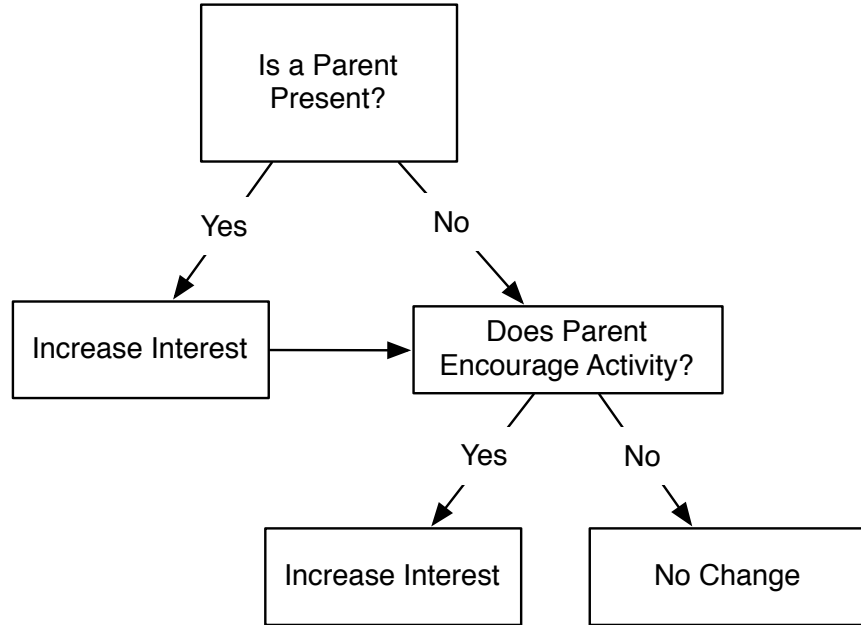 Is a Parent
Present?
Yes
No
Increase Interest
Does Parent
Encourage Activity?
Yes
No
Increase Interest
No Change